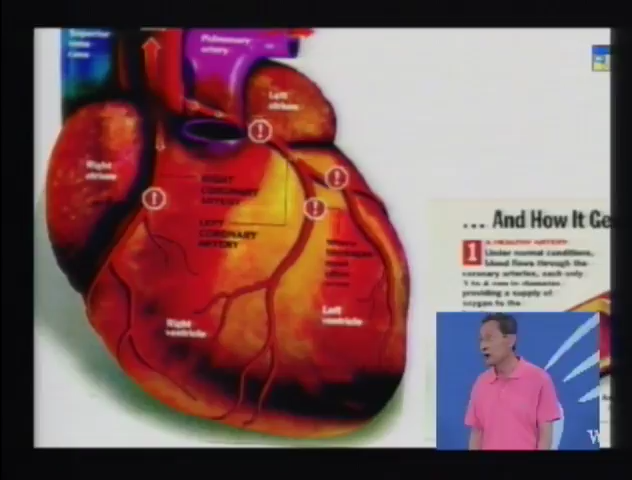 Superior
vena
cava
Pulmonary
artery
Left
atrium
Right
atrium
RIGHT
CORONARY
ARTERY
LEFT
CORONARY
ARTERY
Where
Right
ventricle
Left
ventricle
... And How It Ge
1 A HEALTHY ARTERY
Under normal conditions,
blood flows through the
coronary arteries, each only
providing a supply of
oxygen to the
W